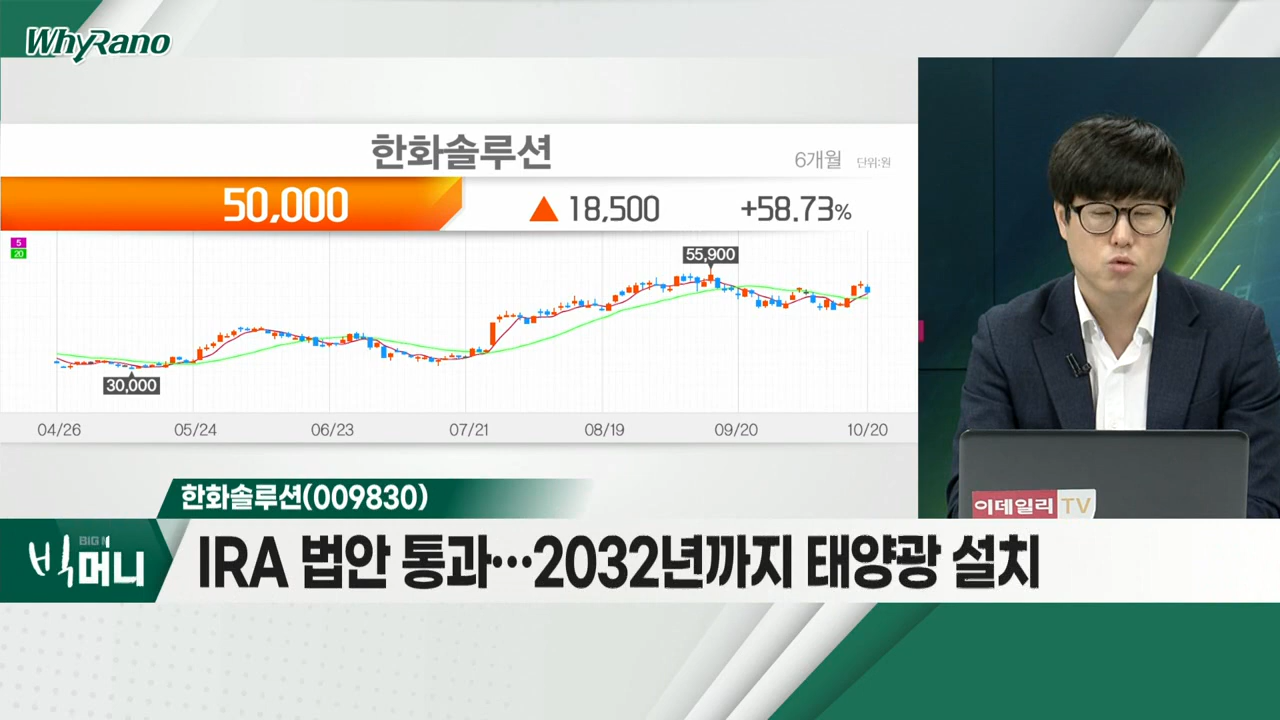 WhyRano
한화솔루션
6개월 단위:원
50,000 ▲ 18,500 +58.73%
5
20
55,900
30,000
04/26 05/24 06/23 07/21 08/19 09/20 10/20
이데일리 TV
한화솔루션(009830)
BIG M
빅머니
IRA 법안 통과…2032년까지 태양광 설치